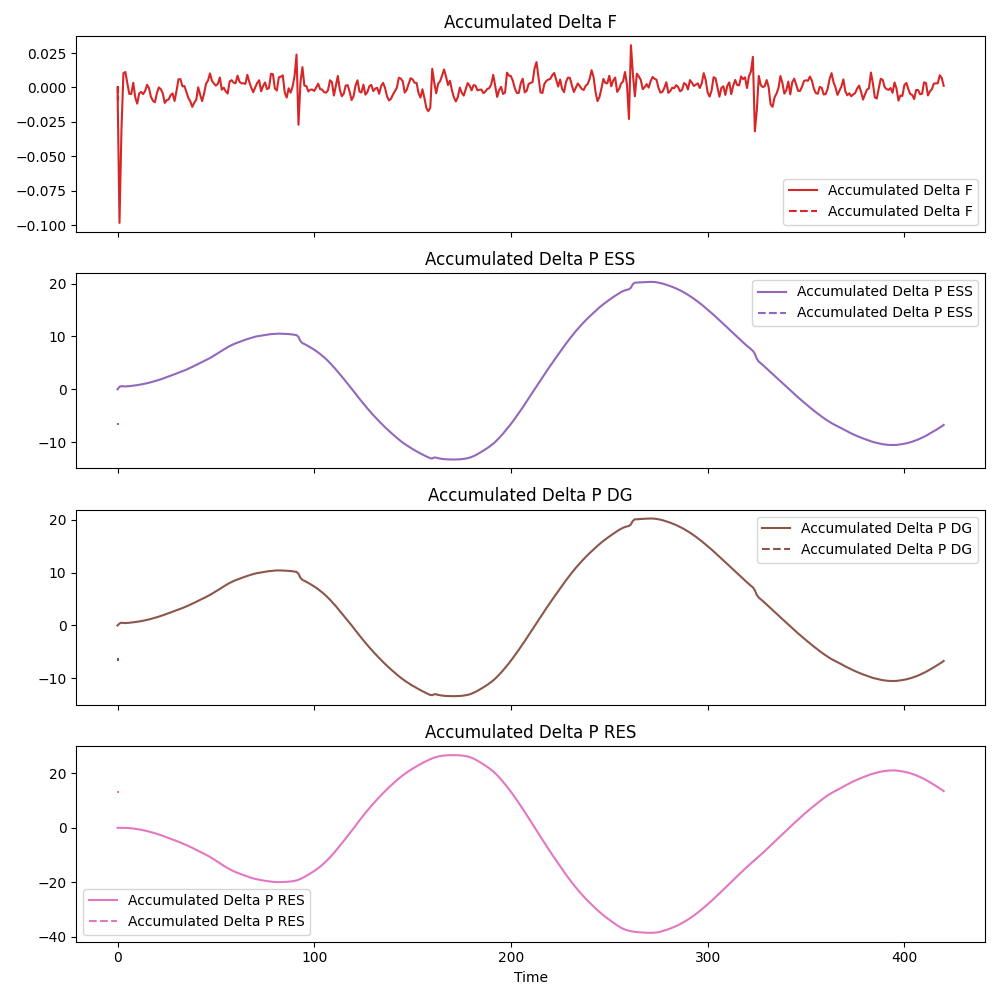 Accumulated Delta F
0.025
0.000
−0.025
−0.050
−0.075
−0.100
Accumulated Delta F
Accumulated Delta F
Accumulated Delta P ESS
20
10
0
−10
Accumulated Delta P ESS
Accumulated Delta P ESS
Accumulated Delta P DG
20
10
0
−10
Accumulated Delta P DG
Accumulated Delta P DG
Accumulated Delta P RES
20
0
−20
−40
Accumulated Delta P RES
Accumulated Delta P RES
0 100 200 300 400
Time